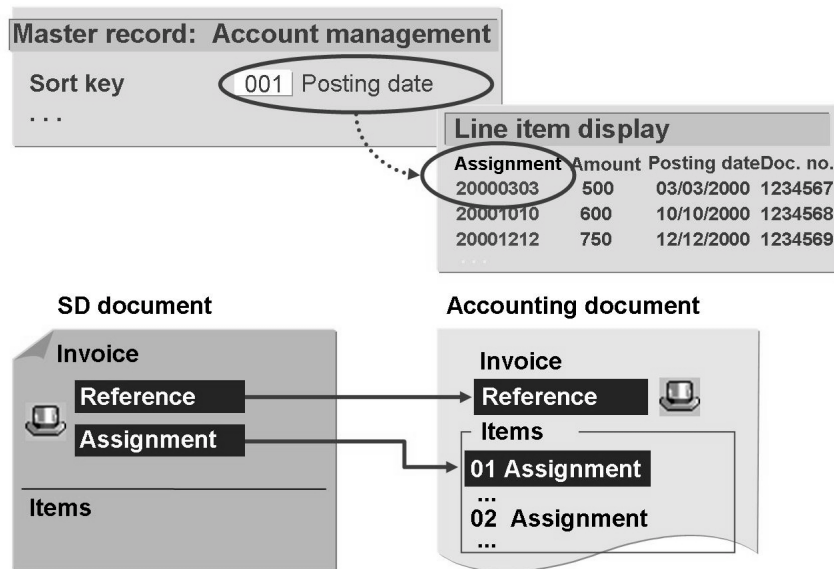 Master record: Account management
Sort key 001 Posting date
. . .
Line item display
Assignment Amount Posting dateDoc. no.
20000303 500 03/03/2000 1234567
20001010 600 10/10/2000 1234568
20001212 750 12/12/2000 1234569
. . .
SD document
Invoice
Reference
Assignment
Items
Accounting document
Invoice
Reference
Items
01 Assignment
...
02 Assignment
...